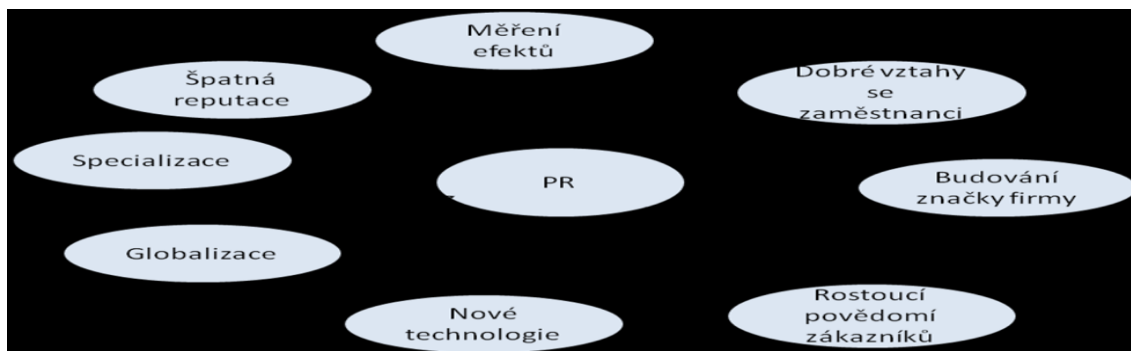 Měření
efektů
Špatná
reputace
Dobré vztahy
se
zaměstnanci
Specializace
PR
Budování
značky firmy
Globalizace
Nové
technologie
Rostoucí
povědomí
zákazníků